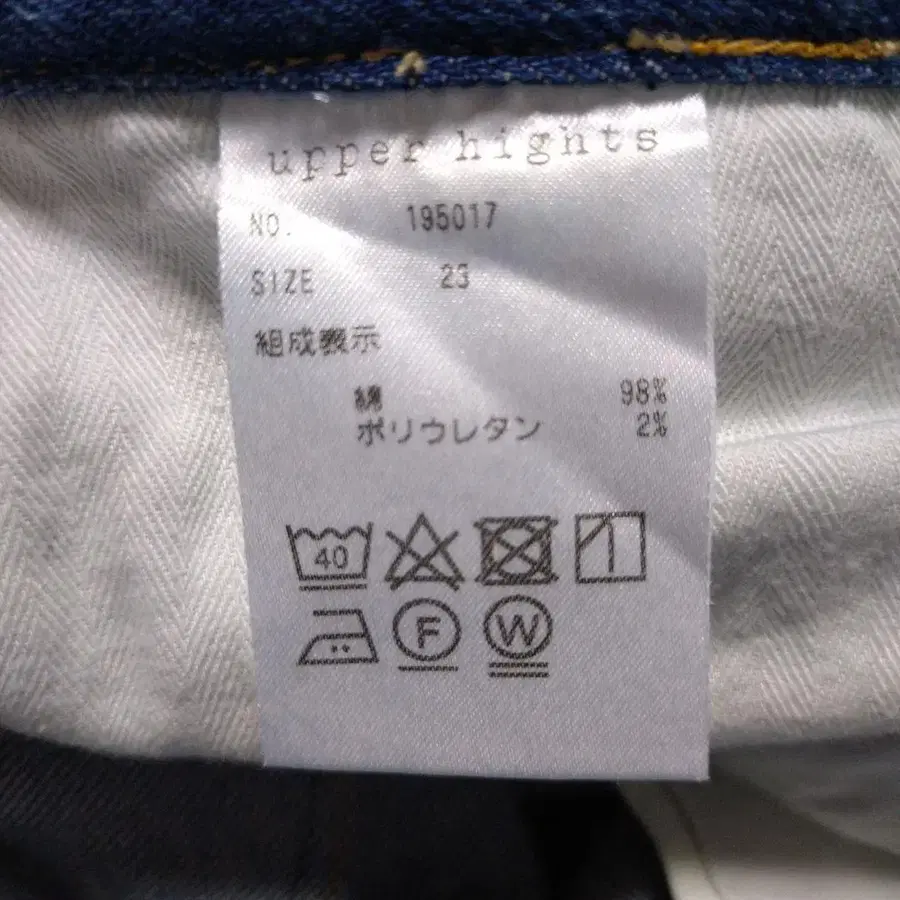 upper hights
NO. 195017
SIZE 23
組成表示
綿 98%
ポリウレタン 2%
40
F
W